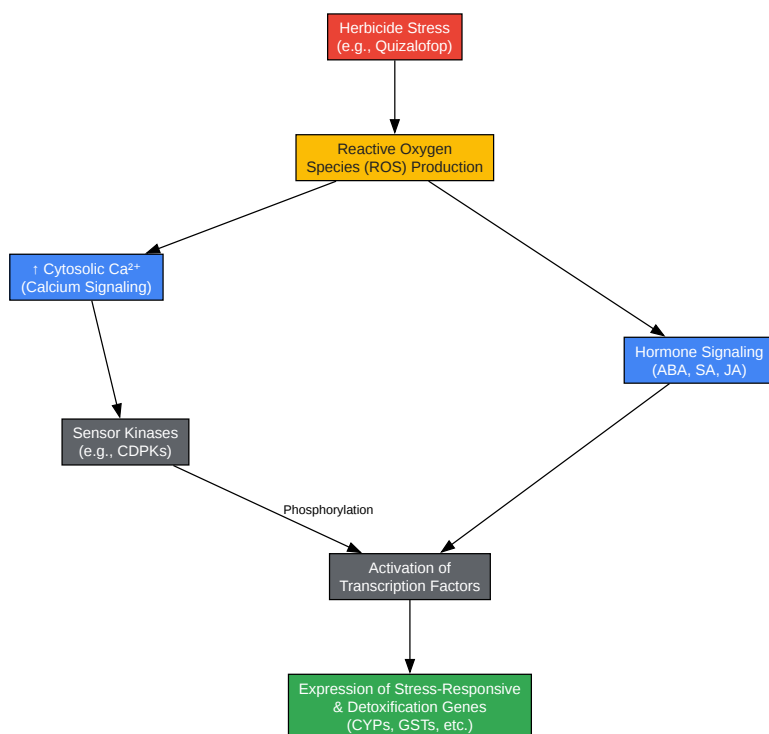 Herbicide Stress
(e.g., Quizalofop)
Reactive Oxygen
Species (ROS) Production
↑ Cytosolic Ca²⁺
(Calcium Signaling)
Hormone Signaling
(ABA, SA, JA)
Sensor Kinases
(e.g., CDPKs)
Phosphorylation
Activation of
Transcription Factors
Expression of Stress-Responsive
& Detoxification Genes
(CYPs, GSTs, etc.)